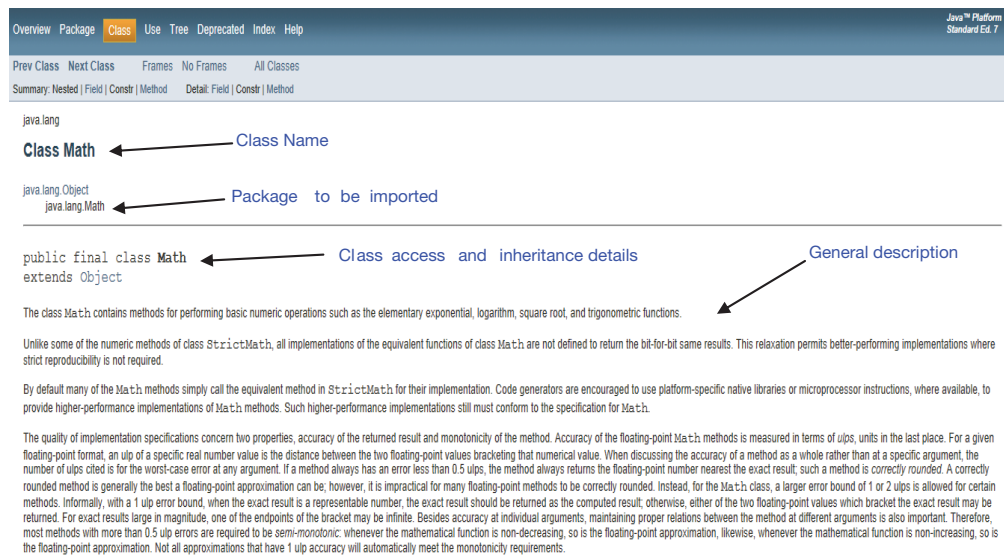 Overview Package Class Use Tree Deprecated Index Help
Java™ Platform
Standard Ed. 7
Prev Class Next Class Frames No Frames All Classes
Summary: Nested | Field | Constr | Method Detail: Field | Constr | Method
java.lang
Class Math
Class Name
java.lang.Object
java.lang.Math
Package to be imported
public final class Math
extends Object
Class access and inheritance details
General description
The class Math contains methods for performing basic numeric operations such as the elementary exponential, logarithm, square root, and trigonometric functions.
Unlike some of the numeric methods of class StrictMath, all implementations of the equivalent functions of class Math are not defined to return the bit-for-bit same results. This relaxation permits better-performing implementations where
strict reproducibility is not required.
By default many of the Math methods simply call the equivalent method in StrictMath for their implementation. Code generators are encouraged to use platform-specific native libraries or microprocessor instructions, where available, to
provide higher-performance implementations of Math methods. Such higher-performance implementations still must conform to the specification for Math.
The quality of implementation specifications concern two properties, accuracy of the returned result and monotonicity of the method. Accuracy of the floating-point Math methods is measured in terms of ulps, units in the last place. For a given
floating-point format, an ulp of a specific real number value is the distance between the two floating-point values bracketing that numerical value. When discussing the accuracy of a method as a whole rather than at a specific argument, the
number of ulps cited is for the worst-case error at any argument. If a method always has an error less than 0.5 ulps, the method always returns the floating-point number nearest the exact result; such a method is correctly rounded. A correctly
rounded method is generally the best a floating-point approximation can be; however, it is impractical for many floating-point methods to be correctly rounded. Instead, for the Math class, a larger error bound of 1 or 2 ulps is allowed for certain
methods. Informally, with a 1 ulp error bound, when the exact result is a representable number, the exact result should be returned as the computed result; otherwise, either of the two floating-point values which bracket the exact result may be
returned. For exact results large in magnitude, one of the endpoints of the bracket may be infinite. Besides accuracy at individual arguments, maintaining proper relations between the method at different arguments is also important. Therefore,
most methods with more than 0.5 ulp errors are required to be semi-monotonic: whenever the mathematical function is non-decreasing, so is the floating-point approximation, likewise, whenever the mathematical function is non-increasing, so is
the floating-point approximation. Not all approximations that have 1 ulp accuracy will automatically meet the monotonicity requirements.